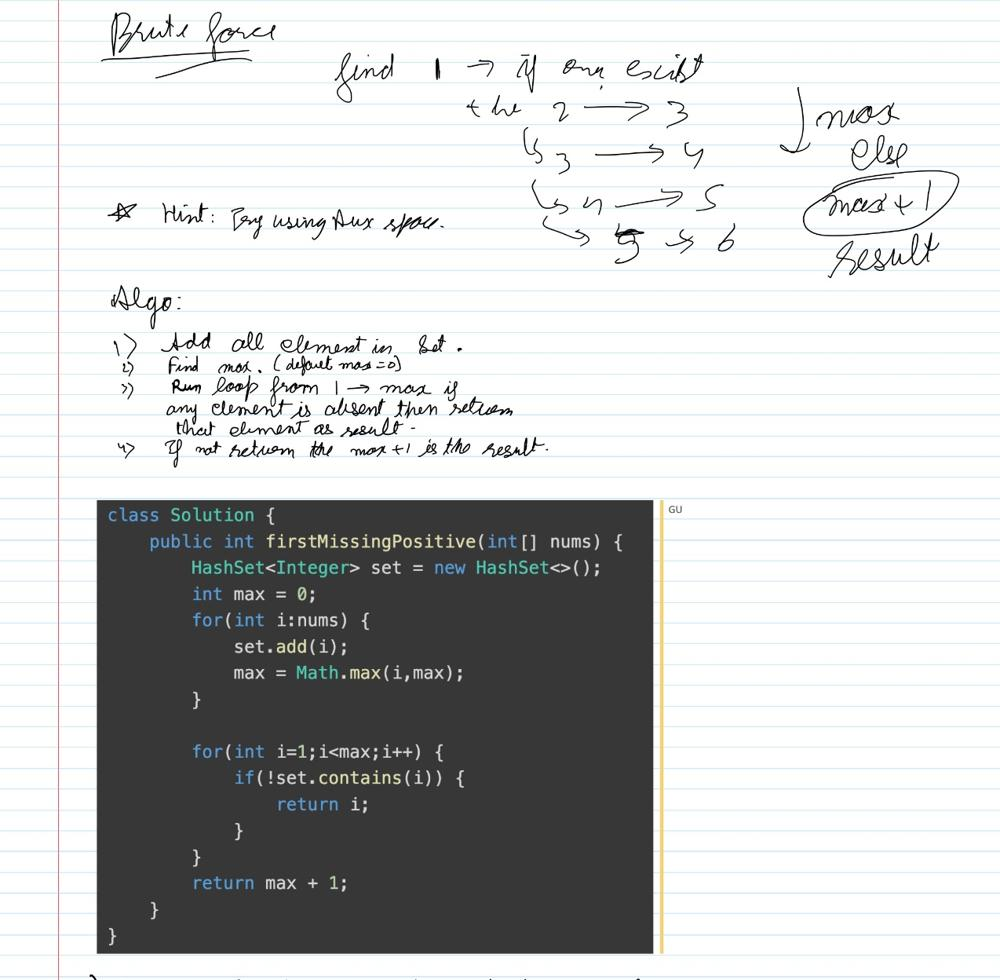 Brute force
find 1 → if one exist
the 2 → 3
↳ 3 → 4
↳ 4 → 5
↳ 5 → 6
↓ max
else
max + 1
result
☆ Hint: By using Aux space.
Algo:
1) Add all element in Set.
2) Find max. (default max = 0)
3) Run loop from 1 → max if
any element is absent then return
that element as result.
4) If not return the max +1 is the result.
class Solution {
public int firstMissingPositive(int[] nums) {
HashSet<Integer> set = new HashSet<>();
int max = 0;
for(int i:nums) {
set.add(i);
max = Math.max(i,max);
}
for(int i=1;i<max;i++) {
if(!set.contains(i)) {
return i;
}
}
return max + 1;
}
}
GU